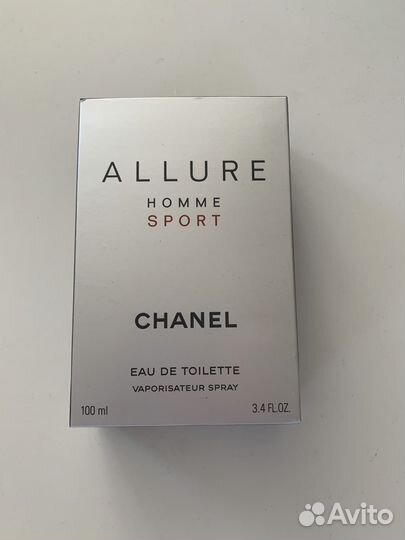 ALLURE
HOMME
SPORT
CHANEL
EAU DE TOILETTE
VAPORISATEUR SPRAY
100 ml 3.4 FL.OZ.
Avito